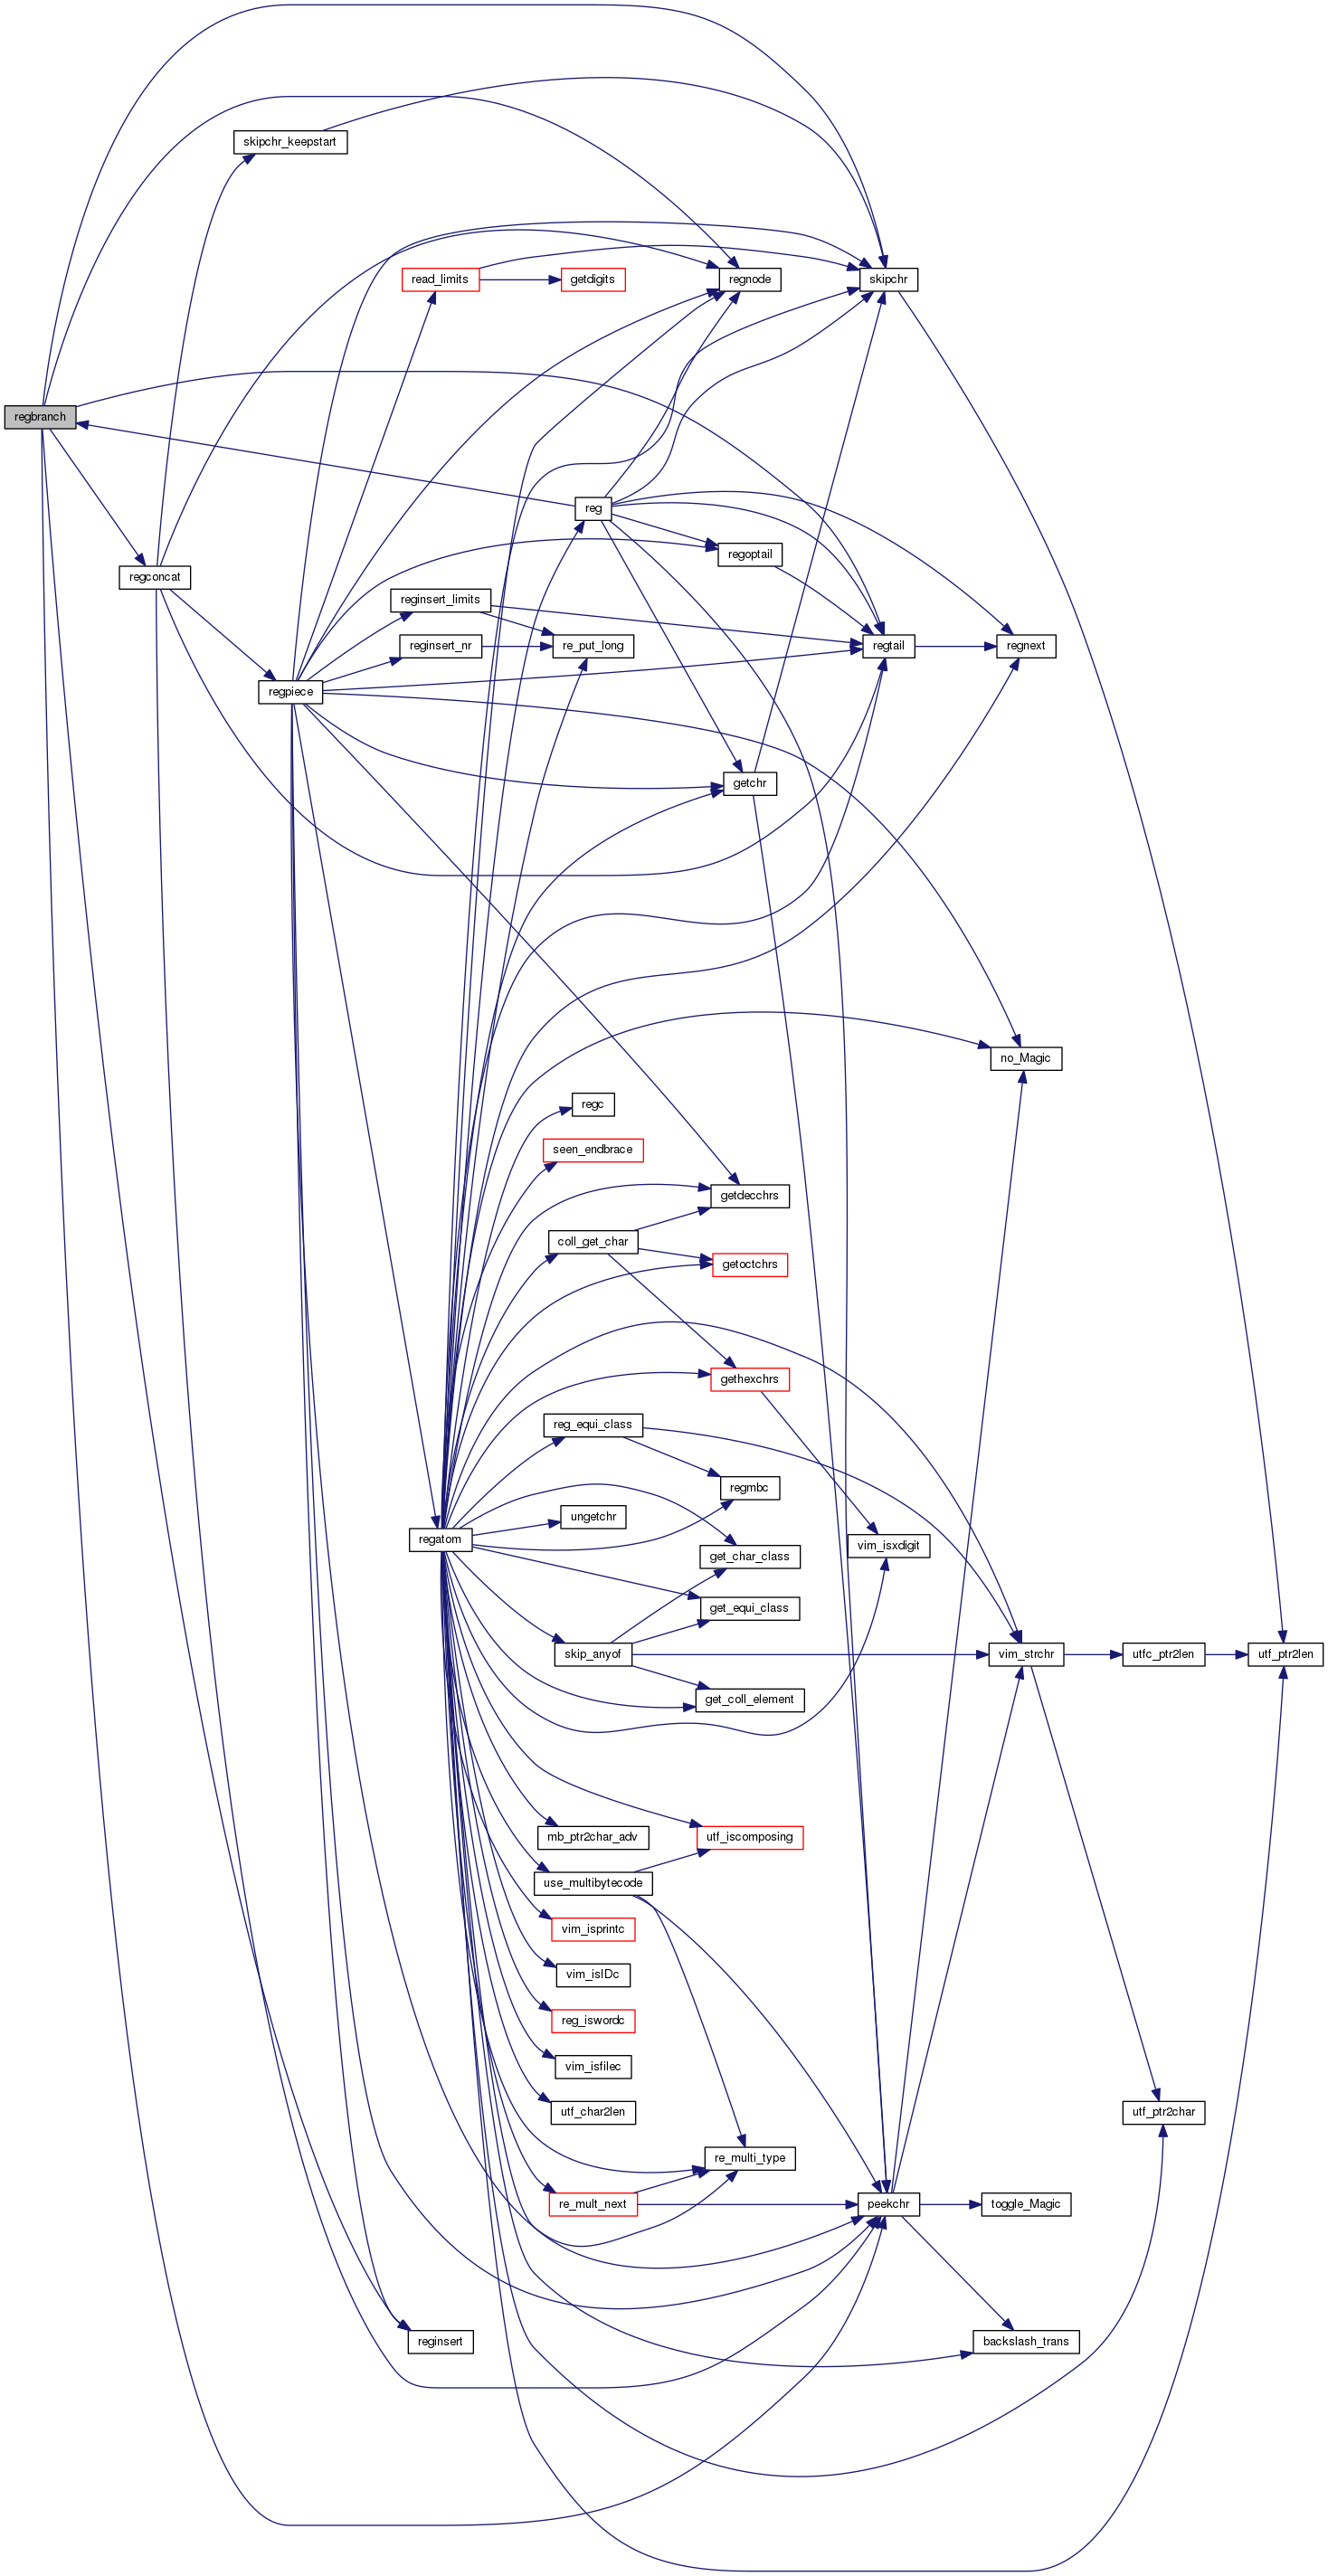 skipchr_keepstart
read_limits
getdigits
regnode
skipchr
regbranch
reg
regoptail
regconcat
reginsert_limits
reginsert_nr
re_put_long
regtail
regnext
regpiece
getchr
no_Magic
regc
seen_endbrace
getdecchrs
coll_get_char
getoctchrs
gethexchrs
reg_equi_class
regmbc
ungetchr
regatom
vim_isxdigit
get_char_class
get_equi_class
skip_anyof
vim_strchr
utfc_ptr2len
utf_ptr2len
get_coll_element
mb_ptr2char_adv
utf_iscomposing
use_multibytecode
vim_isprintc
vim_isIDc
reg_iswordc
vim_isfilec
utf_char2len
utf_ptr2char
re_multi_type
re_mult_next
peekchr
toggle_Magic
reginsert
backslash_trans